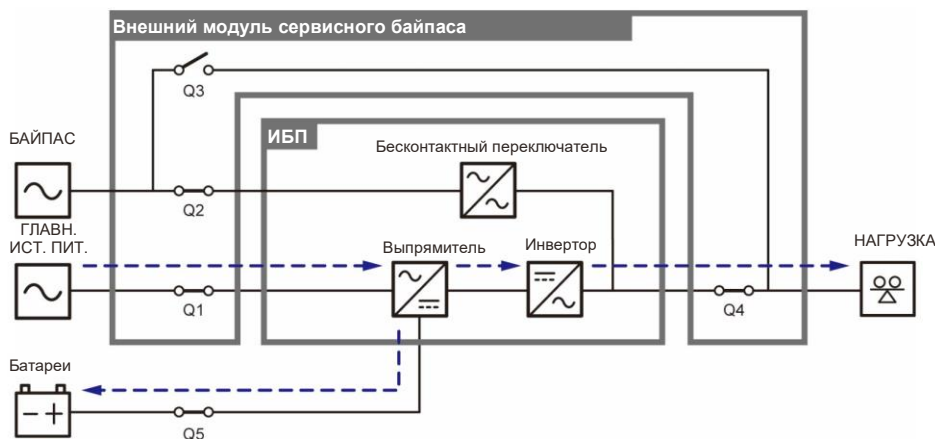 Внешний модуль сервисного байпаса
Q3
ИБП
БАЙПАС
Бесконтактный переключатель
Q2
ГЛАВН.
ИСТ. ПИТ.
Выпрямитель
Инвертор
НАГРУЗКА
Q1
Q4
Батареи
Q5